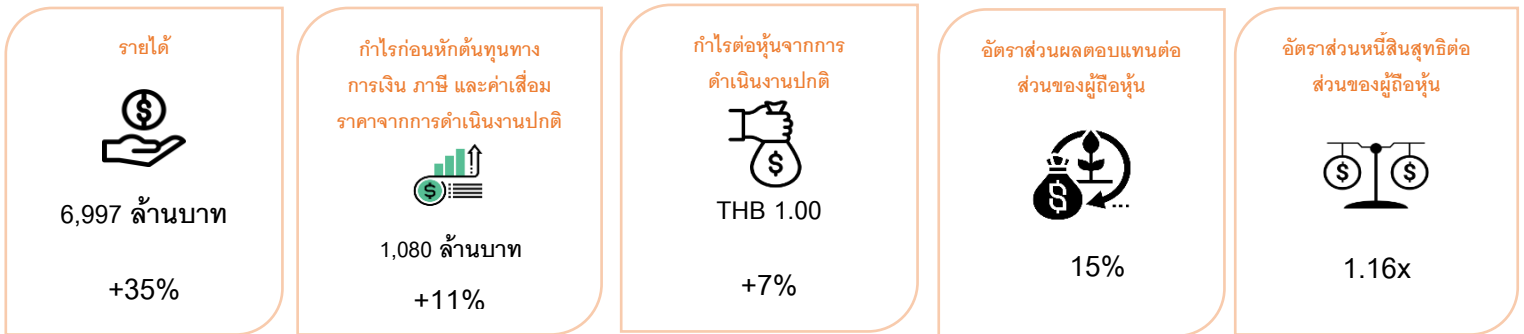 รายได้
6,997 ล้านบาท
+35%
กำไรก่อนหักต้นทุนทาง
การเงิน ภาษี และค่าเสื่อม
ราคาจากการดำเนินงานปกติ
1,080 ล้านบาท
+11%
กำไรต่อหุ้นจากการ
ดำเนินงานปกติ
THB 1.00
+7%
อัตราส่วนผลตอบแทนต่อ
ส่วนของผู้ถือหุ้น
15%
อัตราส่วนหนี้สินสุทธิต่อ
ส่วนของผู้ถือหุ้น
1.16x